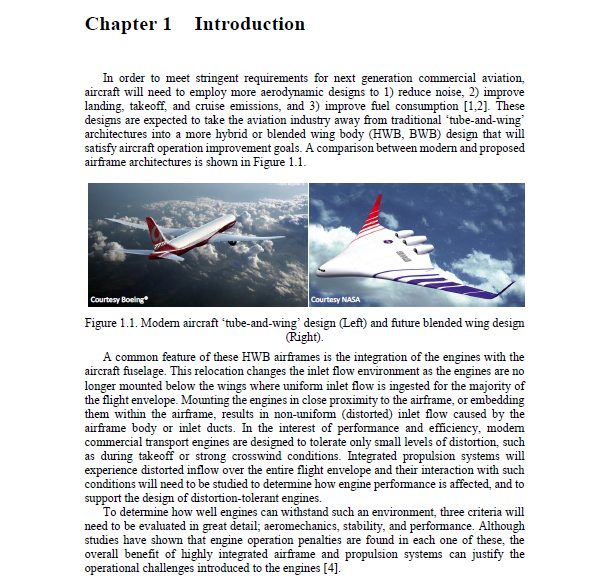 Chapter 1 Introduction
In order to meet stringent requirements for next generation commercial aviation,
aircraft will need to employ more aerodynamic designs to 1) reduce noise, 2) improve
landing, takeoff, and cruise emissions, and 3) improve fuel consumption [1,2]. These
designs are expected to take the aviation industry away from traditional ‘tube-and-wing’
architectures into a more hybrid or blended wing body (HWB, BWB) design that will
satisfy aircraft operation improvement goals. A comparison between modern and proposed
airframe architectures is shown in Figure 1.1.
Courtesy Boeing®
Courtesy NASA
Figure 1.1. Modern aircraft ‘tube-and-wing’ design (Left) and future blended wing design
(Right).
A common feature of these HWB airframes is the integration of the engines with the
aircraft fuselage. This relocation changes the inlet flow environment as the engines are no
longer mounted below the wings where uniform inlet flow is ingested for the majority of
the flight envelope. Mounting the engines in close proximity to the airframe, or embedding
them within the airframe, results in non-uniform (distorted) inlet flow caused by the
airframe body or inlet ducts. In the interest of performance and efficiency, modern
commercial transport engines are designed to tolerate only small levels of distortion, such
as during takeoff or strong crosswind conditions. Integrated propulsion systems will
experience distorted inflow over the entire flight envelope and their interaction with such
conditions will need to be studied to determine how engine performance is affected, and to
support the design of distortion-tolerant engines.
To determine how well engines can withstand such an environment, three criteria will
need to be evaluated in great detail; aeromechanics, stability, and performance. Although
studies have shown that engine operation penalties are found in each one of these, the
overall benefit of highly integrated airframe and propulsion systems can justify the
operational challenges introduced to the engines [4].